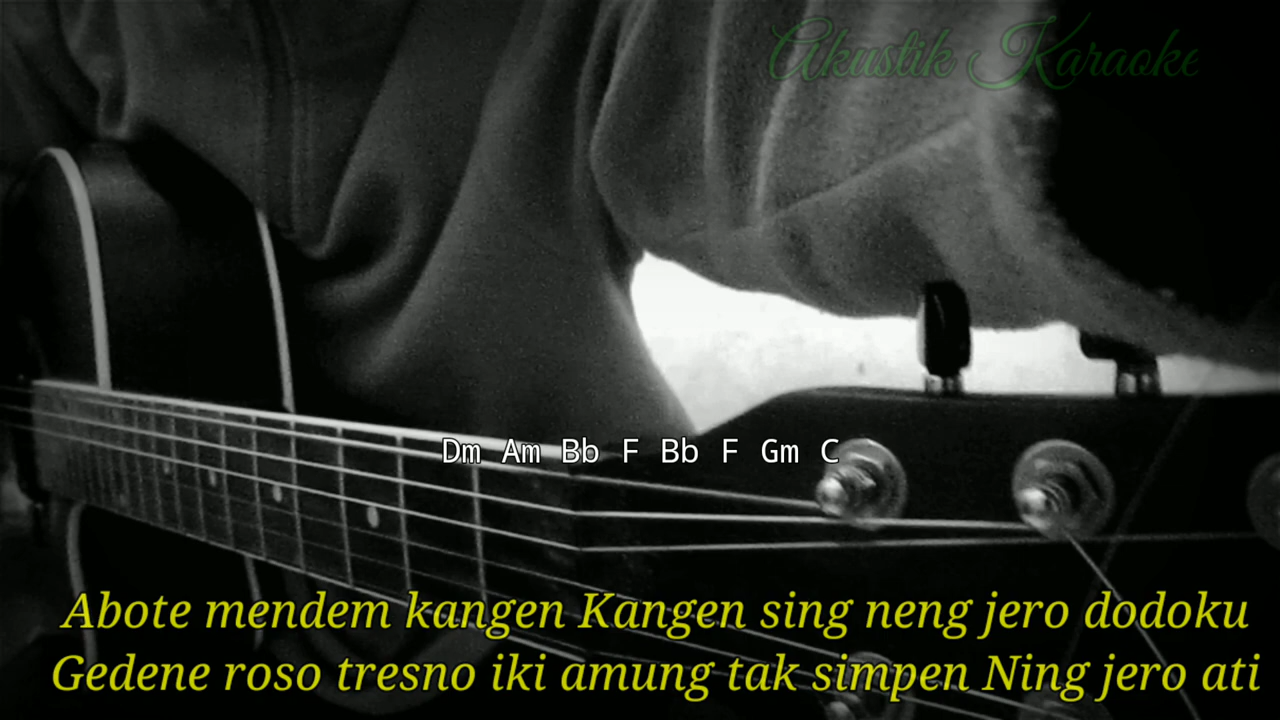 Akustik Karaoke
Dm Am Bb F Bb F Gm C
Abote mendem kangen Kangen sing neng jero dodoku
Gedene roso tresno iki amung tak simpen Ning jero ati